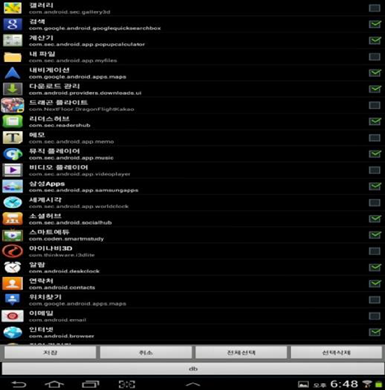 갤러리
com.android.sec.gallery3d
검색
com.google.android.googlequicksearchbox
계산기
com.sec.android.app.popupcalculator
내 파일
com.sec.android.app.myfiles
내비게이션
com.google.android.apps.maps
다운로드 관리
com.android.providers.downloads.ui
드래곤 플라이트
com.NextFloor.DragonFlightKakao
리더스허브
com.sec.readershub
메모
com.sec.android.app.memo
뮤직 플레이어
com.sec.android.app.music
비디오 플레이어
com.sec.android.app.videoplayer
삼성Apps
com.sec.android.app.samsungapps
세계시각
com.sec.android.app.worldclock
소셜허브
com.sec.android.socialhub
스마트에듀
com.coden.smartmstudy
아이나비3D
com.thinkware.i3dfile
알람
com.android.deskclock
연락처
com.android.contacts
위치찾기
com.google.android.apps.maps
이메일
com.android.email
인터넷
com.android.browser
저장
취소
전체선택
선택삭제
db
오후 6:48